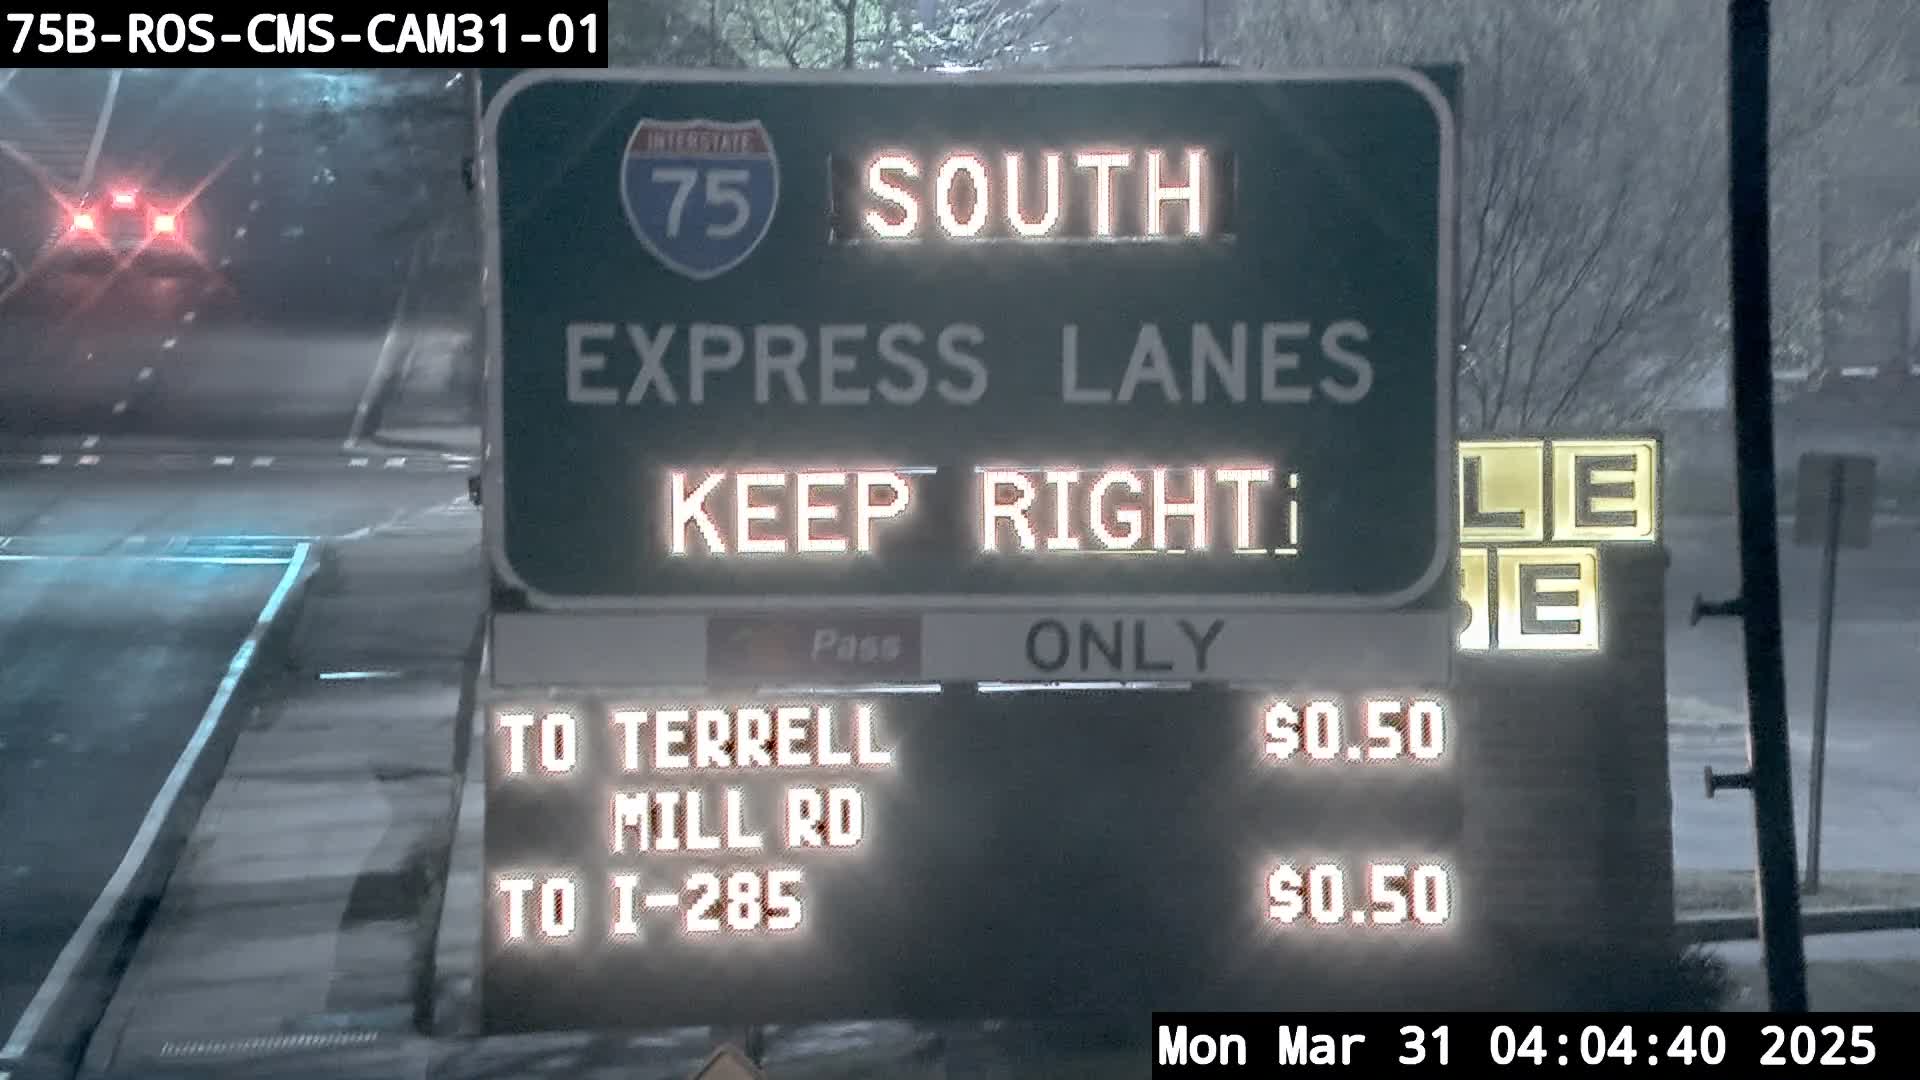 75B-ROS-CMS-CAM31-01
INTERSTATE
75
SOUTH
EXPRESS LANES
KEEP RIGHT
Pass ONLY
TO TERRELL $0.50
MILL RD
TO I-285 $0.50
LE
E
Mon Mar 31 04:04:40 2025